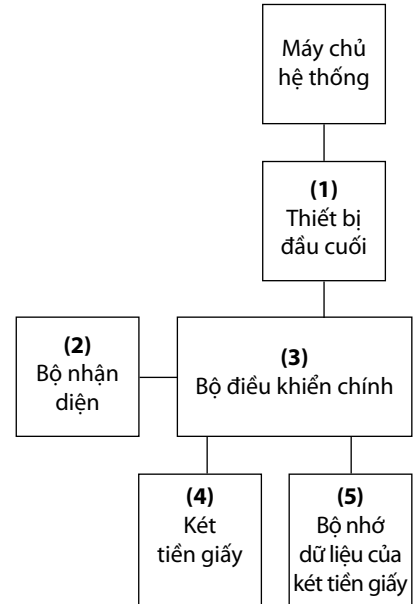 Máy chủ
hệ thống
(1)
Thiết bị
đầu cuối
(2)
Bộ nhận
diện
(3)
Bộ điều khiển chính
(4)
Két
tiền giấy
(5)
Bộ nhớ
dữ liệu của
két tiền giấy